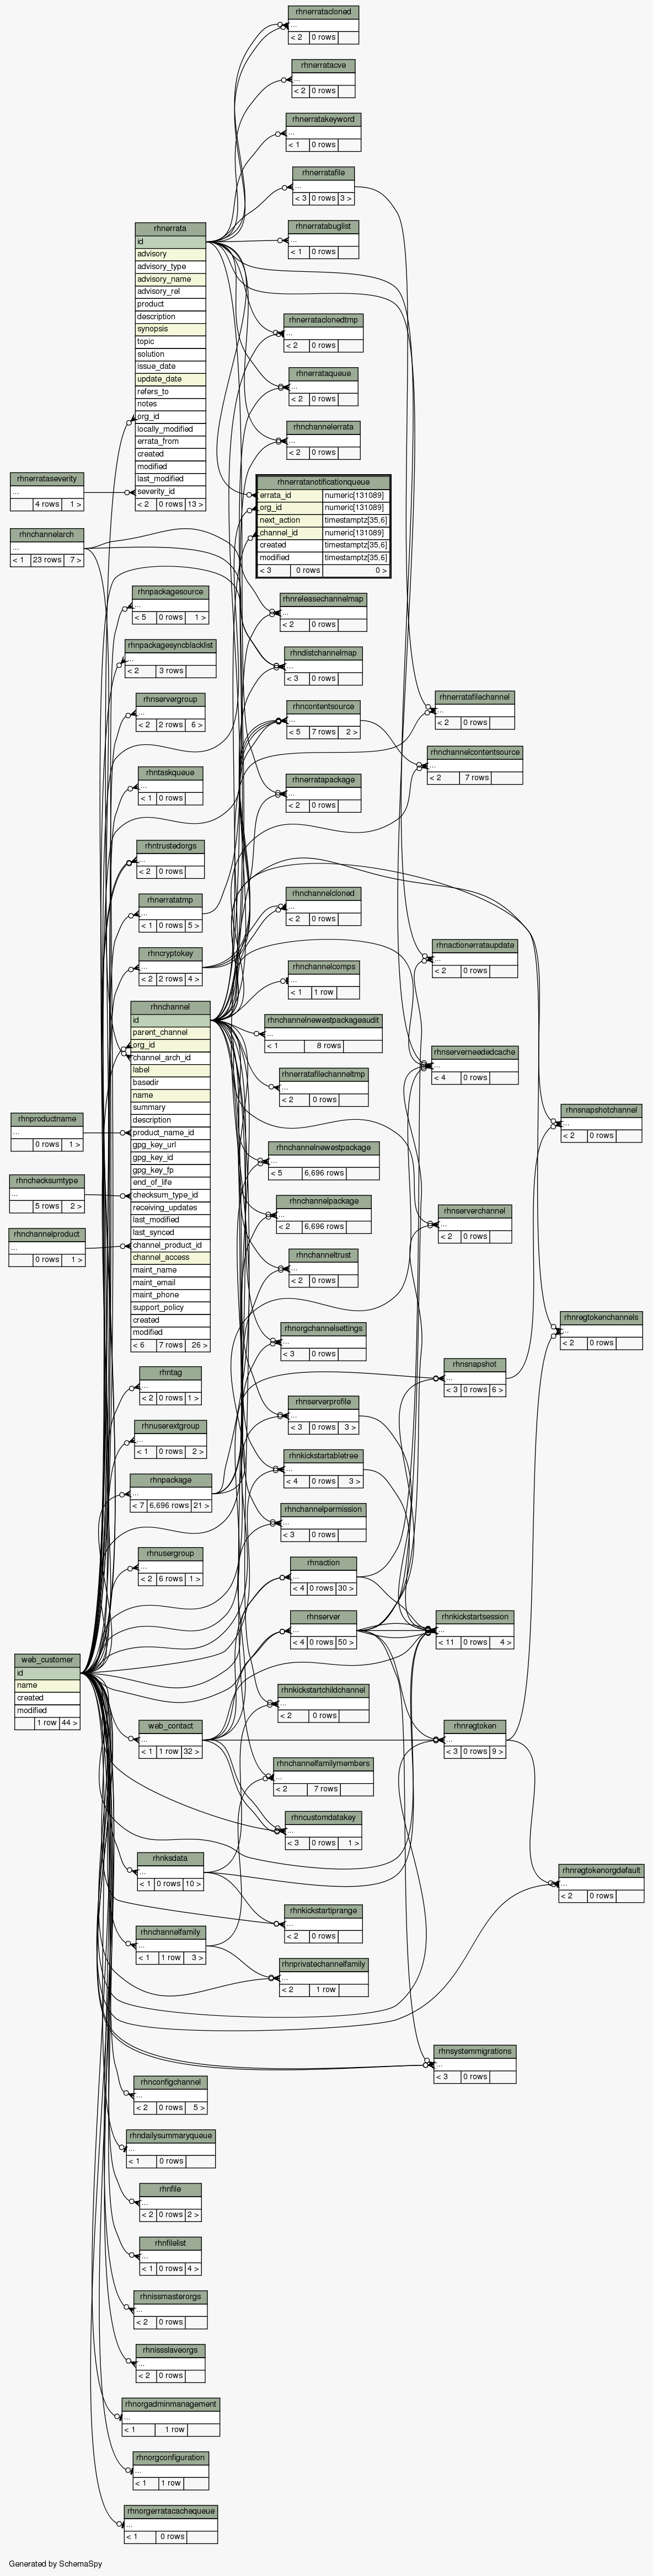 rhnerratacloned
...
< 2 0 rows
rhnerratacve
...
< 2 0 rows
rhnerratakeyword
...
< 1 0 rows
rhnerratafile
...
< 3 0 rows 3 >
rhnerratabuglist
...
< 1 0 rows
rhnerrata
id
advisory
advisory_type
advisory_name
advisory_rel
product
description
synopsis
topic
solution
issue_date
update_date
refers_to
notes
org_id
locally_modified
errata_from
created
modified
last_modified
severity_id
< 2 0 rows 13 >
rhnerrataclonedtmp
...
< 2 0 rows
rhnerrataqueue
...
< 2 0 rows
rhnchannelerrata
...
< 2 0 rows
rhnerrataseverity
...
4 rows 1 >
rhnerratanotificationqueue
errata_id numeric[131089]
org_id numeric[131089]
next_action timestamptz[35,6]
channel_id numeric[131089]
created timestamptz[35,6]
modified timestamptz[35,6]
< 3 0 rows 0 >
rhnchannelarch
...
< 1 23 rows 7 >
rhnpackagesource
...
< 5 0 rows 1 >
rhnreleasechannelmap
...
< 2 0 rows
rhnpackagesyncblacklist
...
< 2 3 rows
rhndistchannelmap
...
< 3 0 rows
rhnservergroup
...
< 2 2 rows 6 >
rhnerratafilechannel
...
< 2 0 rows
rhncontentsource
...
< 5 7 rows 2 >
rhnchannelcontentsource
...
< 2 7 rows
rhntaskqueue
...
< 1 0 rows
rhnerratapackage
...
< 2 0 rows
rhntrustedorgs
...
< 2 0 rows
rhnerratatmp
...
< 1 0 rows 5 >
rhnchannelcloned
...
< 2 0 rows
rhncryptokey
...
< 2 2 rows 4 >
rhnactionerrataupdate
...
< 2 0 rows
rhnchannelcomps
...
< 1 1 row
rhnchannel
id
parent_channel
org_id
channel_arch_id
label
basedir
name
summary
description
product_name_id
gpg_key_url
gpg_key_id
gpg_key_fp
end_of_life
checksum_type_id
receiving_updates
last_modified
last_synced
channel_product_id
channel_access
maint_name
maint_email
maint_phone
support_policy
created
modified
< 6 7 rows 26 >
rhnchannelnewestpackageaudit
...
< 1 8 rows
rhnserverneededcache
...
< 4 0 rows
rhnerratafilechanneltmp
...
< 2 0 rows
rhnsnapshotchannel
...
< 2 0 rows
rhnproductname
...
0 rows 1 >
rhnchannelnewestpackage
...
< 5 6,696 rows
rhnchecksumtype
...
5 rows 2 >
rhnchannelpackage
...
< 2 6,696 rows
rhnserverchannel
...
< 2 0 rows
rhnchannelproduct
...
0 rows 1 >
rhnchanneltrust
...
< 2 0 rows
rhnorgchannelsettings
...
< 3 0 rows
rhnregtokenchannels
...
< 2 0 rows
rhnsnapshot
...
< 3 0 rows 6 >
rhntag
...
< 2 0 rows 1 >
rhnserverprofile
...
< 3 0 rows 3 >
rhnuserextgroup
...
< 1 0 rows 2 >
rhnkickstartabletree
...
< 4 0 rows 3 >
rhnpackage
...
< 7 6,696 rows 21 >
rhnchannelpermission
...
< 3 0 rows
rhnusergroup
...
< 2 6 rows 1 >
rhnaction
...
< 4 0 rows 30 >
rhnserver
...
< 4 0 rows 50 >
rhnkickstartsession
...
< 11 0 rows 4 >
web_customer
id
name
created
modified
1 row 44 >
rhnkickstartchildchannel
...
< 2 0 rows
web_contact
...
< 1 1 row 32 >
rhnregtoken
...
< 3 0 rows 9 >
rhnchannelfamilymembers
...
< 2 7 rows
rhncustomdatakey
...
< 3 0 rows 1 >
rhnksdata
...
< 1 0 rows 10 >
rhnregtokenorgdefault
...
< 2 0 rows
rhnkickstartiprange
...
< 2 0 rows
rhnchannelfamily
...
< 1 1 row 3 >
rhnprivatechannelfamily
...
< 2 1 row
rhnsystemmigrations
...
< 3 0 rows
rhnconfigchannel
...
< 2 0 rows 5 >
rhndailysummaryqueue
...
< 1 0 rows
rhnfile
...
< 2 0 rows 2 >
rhnfilelist
...
< 1 0 rows 4 >
rhnissmasterorgs
...
< 2 0 rows
rhnissslaveorgs
...
< 2 0 rows
rhnorgadminmanagement
...
< 1 1 row
rhnorgconfiguration
...
< 1 1 row
rhnorgerratacachequeue
...
< 1 0 rows
Generated by SchemaSpy